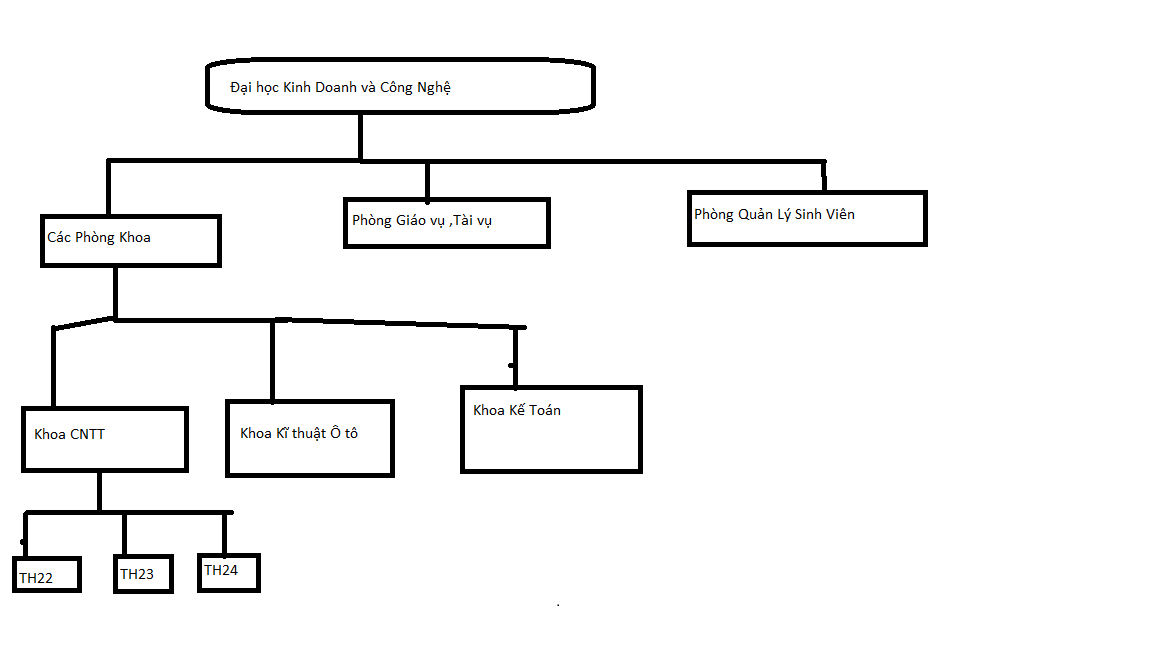 Đại học Kinh Doanh và Công Nghệ
Các Phòng Khoa
Phòng Giáo vụ ,Tài vụ
Phòng Quản Lý Sinh Viên
Khoa CNTT
Khoa Kĩ thuật Ô tô
Khoa Kế Toán
TH22
TH23
TH24